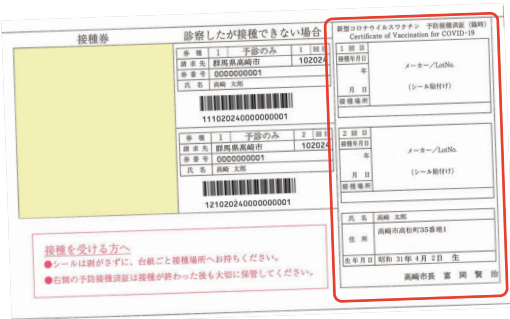 接種券
診察したが接種できない場合
券種 1 予診のみ 1 回目
請求先 群馬県高崎市 102024
券番号 0000000001
氏名 高崎 太郎
111020240000000001
券種 1 予診のみ 2 回目
請求先 群馬県高崎市 102024
券番号 0000000001
氏名 高崎 太郎
121020240000000001
接種を受ける方へ
●シールは剥がさずに、台紙ごと接種場所へお持ちください。
●右側の予防接種済証は接種が終わった後も大切に保管してください。
新型コロナウイルスワクチン 予防接種済証（臨時）
Certificate of Vaccination for COVID-19
1 回目
接種年月日
年
月 日
接種場所
メーカー/LotNo.
(シール貼付け)
2 回目
接種年月日
年
月 日
接種場所
メーカー/LotNo.
(シール貼付け)
氏名 高崎 太郎
住所 高崎市高松町35番地1
生年月日 昭和 31年 4月 2日 生
高崎市長 富岡 賢治